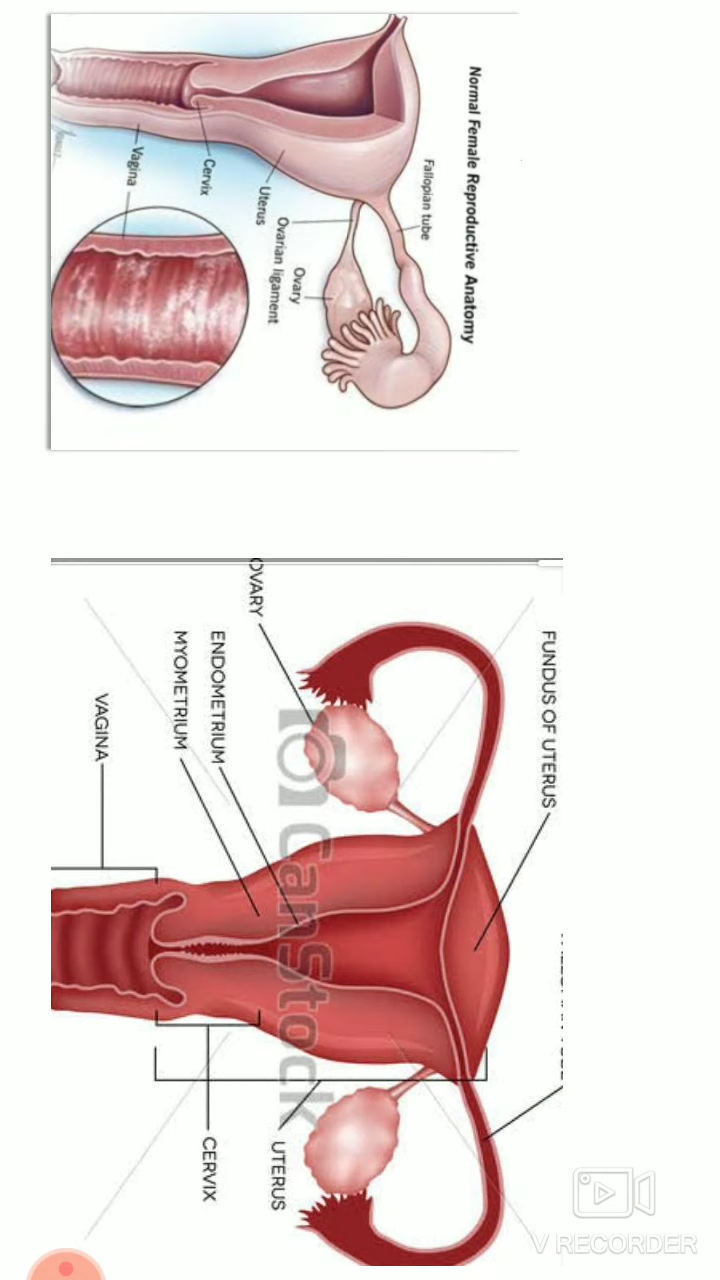 Normal Female Reproductive Anatomy
Fallopian tube
Ovary
Ovarian ligament
Uterus
Cervix
Vagina
FUNDUS OF UTERUS
OVARY
ENDOMETRIUM
MYOMETRIUM
VAGINA
UTERUS
CERVIX
CanStock
V RECORDER